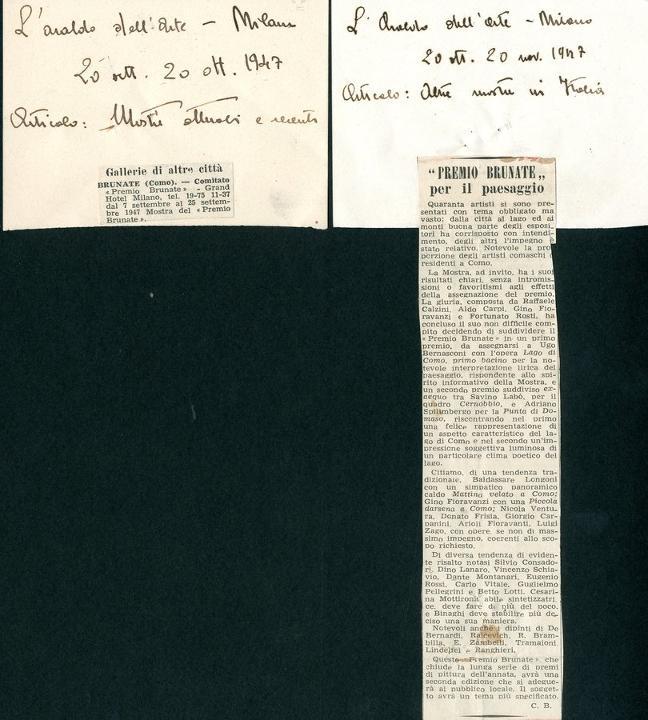 L'araldo dell'Arte - Milano
20 sett. 20 ott. 1947
Articolo: Mostre attuali e recenti
Gallerie di altre città
BRUNATE (Como). — Comitato
« Premio Brunate » - Grand
Hotel Milano, tel. 19-75 11-37
dal 7 settembre al 25 settem-
bre 1947 Mostra del « Premio
Brunate ».
L'Araldo dell'Arte - Milano
20 ott. 20 nov. 1947
Articolo: Altre mostre in Italia
“PREMIO BRUNATE„
per il paesaggio
Quaranta artisti si sono pre-
sentati con tema obbligato ma
vasto: dalla città al lago ed ai
monti buona parte degli esposi-
tori ha corrisposto con intendi-
mento, degli altri l'impegno è
stato relativo. Notevole la pro-
porzione degli artisti comaschi o
residenti a Como.
La Mostra, ad invito, ha i suoi
risultati chiari, senza intromis-
sioni o favoritismi agli effetti
della assegnazione del premio.
La giuria, composta da Raffaele
Calzini, Aldo Carpi, Gino Fio-
ravanzi e Fortunato Rosti, ha
concluso il suo non difficile com-
pito decidendo di suddividere il
« Premio Brunate » in un primo
premio, da assegnarsi a Ugo
Bernasconi con l'opera Lago di
Como, primo bacino per la no-
tevole interpretazione lirica del
paesaggio, rispondente allo spi-
rito informativo della Mostra, e
un secondo premio suddiviso ex-
aequo tra Savino Labò, per il
quadro Cernobbio, e Adriano
Spilimbergo per la Punta di Do-
maso, riscontrando nel primo
una felice rappresentazione di
un aspetto caratteristico del la-
go di Como e nel secondo un'im-
pressione soggettiva luminosa di
un particolare clima poetico del
lago.
Citiamo, di una tendenza tra-
dizionale, Baldassare Longoni
con un simpatico panoramico
caldo Mattino velato a Como;
Gino Fioravanzi con una Piccola
darsena a Como; Nicola Ventu-
ra, Donato Frisia, Giorgio Car-
panini, Arioli Fioravanti, Luigi
Zago, con opere, se non di mas-
simo impegno, coerenti allo sco-
po richiesto.
Di diversa tendenza di eviden-
te risalto notasi Silvio Consado-
ri, Dino Lanaro, Vincenzo Schia-
vio, Dante Montanari, Eugenio
Rossi, Carlo Vitale, Guglielmo
Pellegrini e Betto Lotti. Cesari-
na Mottironi abile sintetizzatri-
ce, deve fare di più del poco,
e Binaghi deve stabilire più de-
ciso una sua maniera.
Notevoli anche dipinti di De
Bernardi, R. Bram-
billa, E. Zambelli, Tramaloni
Lindelfei e Ranghieri.
Questo « Premio Brunate » che
chiude la lunga serie di premi
di pittura dell'annata, avrà una
seconda edizione che si adegue-
rà al pubblico locale. Il sogget-
to avrà un tema più specificato.
C. B.